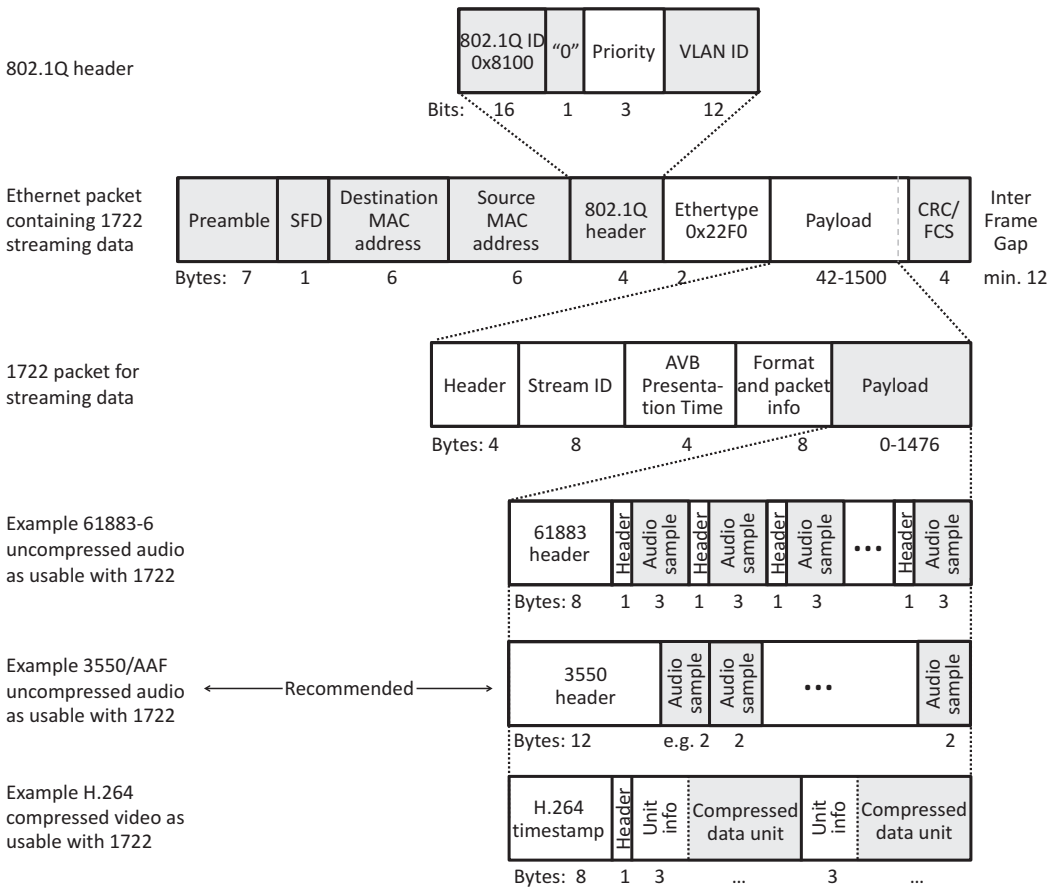 802.1Q header
802.1Q ID
0x8100
“0”
Priority
VLAN ID
Bits: 16 1 3 12
Ethernet packet
containing 1722
streaming data
Preamble
SFD
Destination
MAC
address
Source
MAC
address
802.1Q
header
Ethertype
0x22F0
Payload
CRC/
FCS
Inter
Frame
Gap
Bytes: 7 1 6 6 4 2 42-1500 4 min. 12
1722 packet for
streaming data
Header
Stream ID
AVB
Presenta-
tion Time
Format
and packet
info
Payload
Bytes: 4 8 4 8 0-1476
Example 61883-6
uncompressed audio
as usable with 1722
61883
header
Header
Audio
sample
Header
Audio
sample
Header
Audio
sample
...
Header
Audio
sample
Bytes: 8 1 3 1 3 1 3 1 3
Example 3550/AAF
uncompressed audio
as usable with 1722
Recommended
3550
header
Audio
sample
Audio
sample
...
Audio
sample
Bytes: 12 e.g. 2 2 2
Example H.264
compressed video as
usable with 1722
H.264
timestamp
Header
Unit
info
Compressed
data unit
Unit
info
Compressed
data unit
Bytes: 8 1 3 ... 3 ...